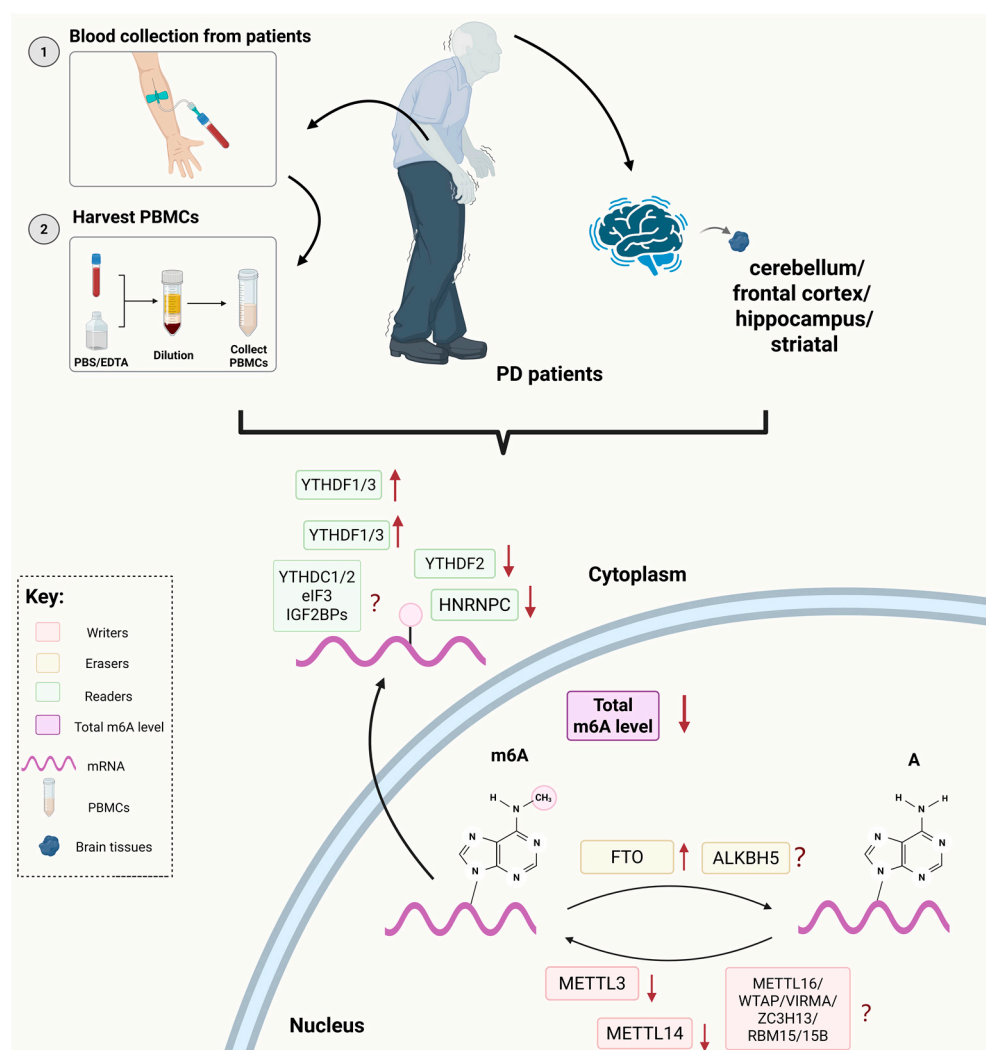 1
Blood collection from patients
2
Harvest PBMCs
PBS/EDTA
Dilution
Collect
PBMCs
PD patients
cerebellum/
frontal cortex/
hippocampus/
striatal
YTHDF1/3
YTHDF1/3
YTHDC1/2
eIF3
IGF2BPs
?
YTHDF2
HNRNPC
Cytoplasm
Key:
Writers
Erasers
Readers
Total m6A level
mRNA
PBMCs
Brain tissues
Total
m6A level
m6A
H
N
CH₃
N
N
N
N
A
H
H
N
N
N
N
N
FTO
ALKBH5
?
METTL3
METTL14
METTL16/
WTAP/VIRMA/
ZC3H13/
RBM15/15B
?
Nucleus